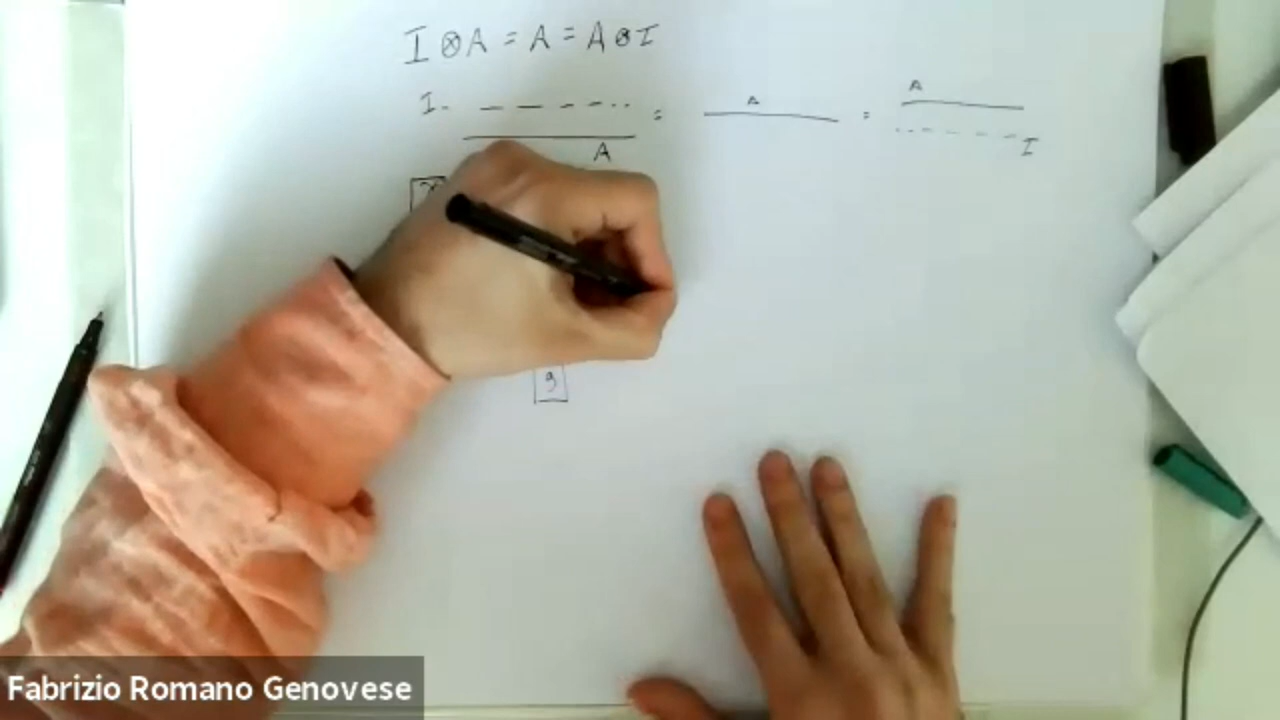 I ⊗ A = A = A ⊗ I
I - = A = A
A I
g
Fabrizio Romano Genovese